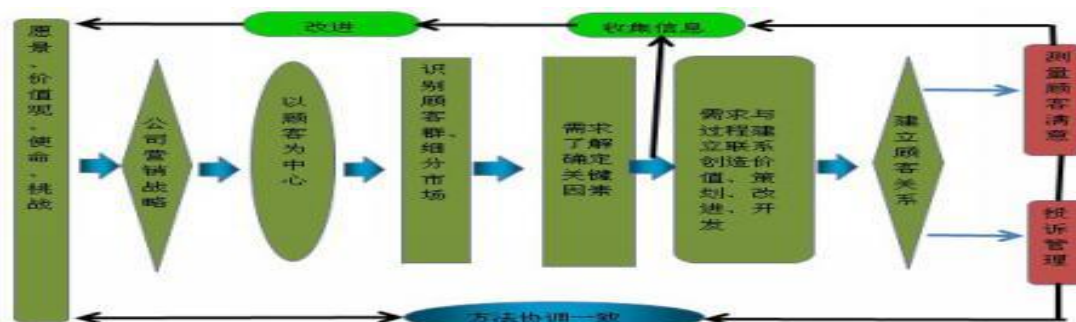 改进
收集信息
愿景、价值观、使命、挑战
公司营销战略
以顾客为中心
识别顾客群、
细分市场
需求
了解
确定
关键
因素
需求与
过程建
立联系
创造价
值、策
划、改
进、开
发
建立顾客关系
测量顾客满意
投诉管理
方法协调一致